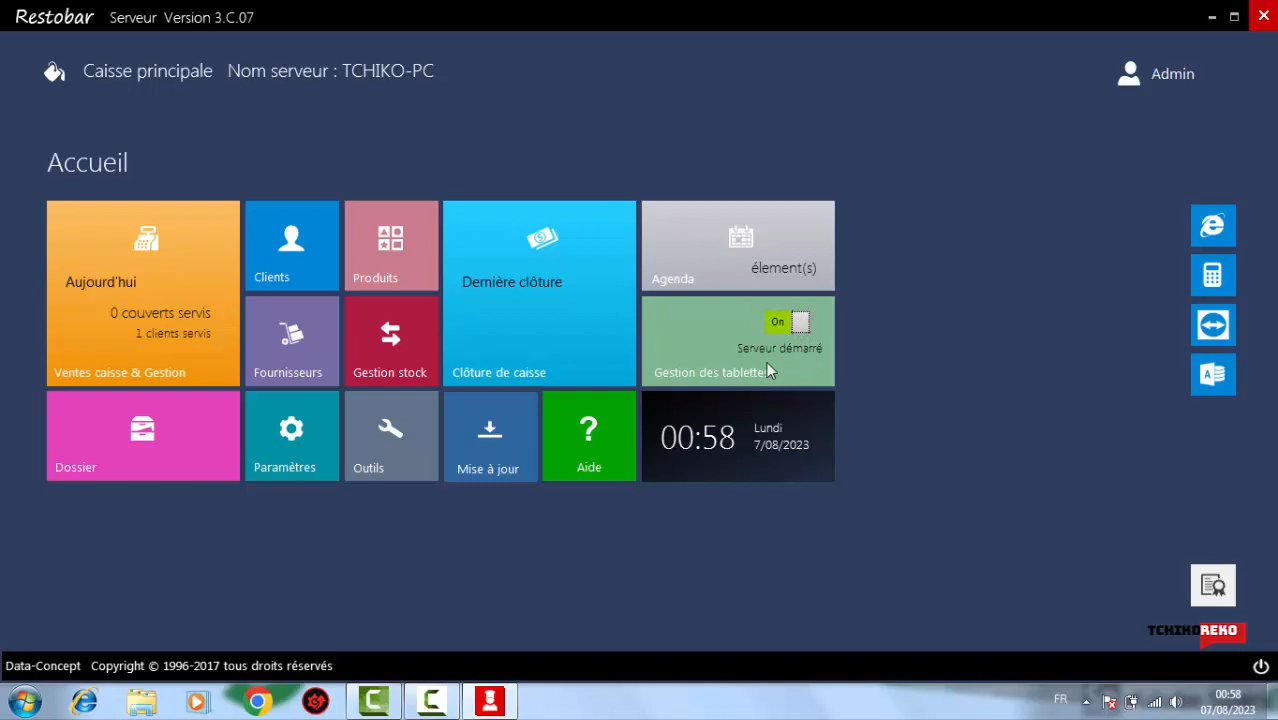 Restobar Serveur Version 3.C.07
Caisse principale Nom serveur : TCHIKO-PC
Admin
Accueil
Aujourd'hui
0 couverts servis
1 clients servis
Ventes caisse & Gestion
Clients
Produits
Dernière clôture
Clôture de caisse
élement(s)
Agenda
Fournisseurs
Gestion stock
On
Serveur démarré
Gestion des tablettes
Dossier
Paramètres
Outils
Mise à jour
?
Aide
00:58
Lundi
7/08/2023
A
TCHIKOREKO
Data-Concept Copyright © 1996-2017 tous droits réservés
FR
00:58
07/08/2023